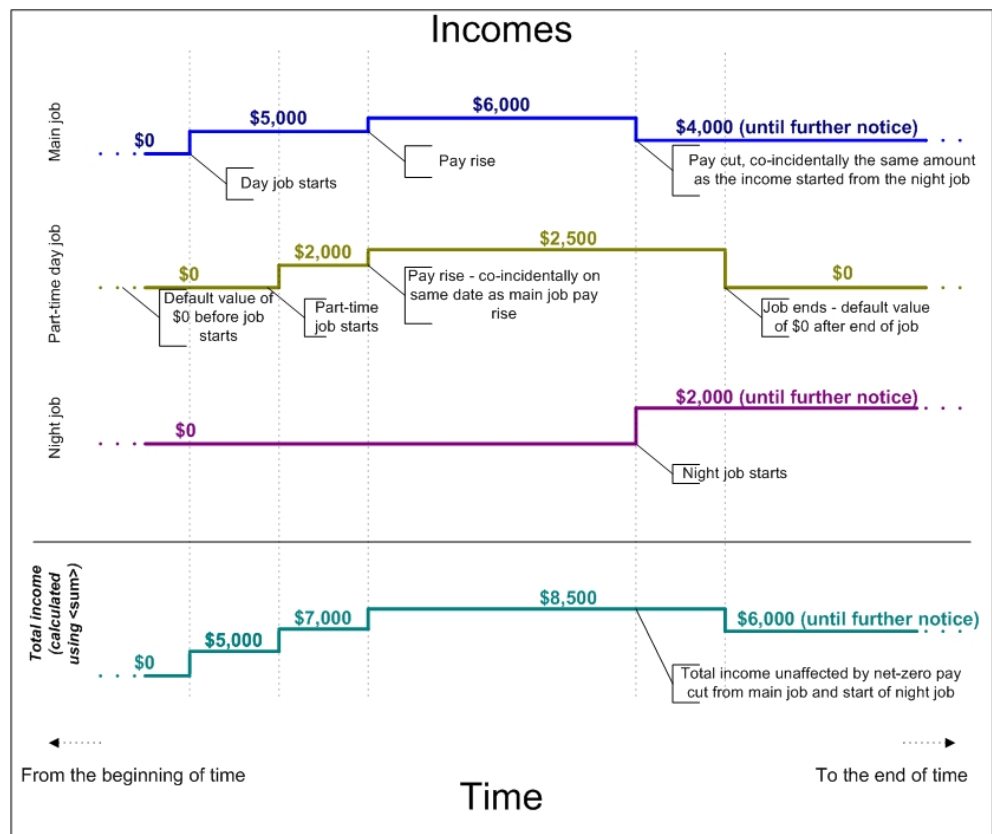 Incomes
Main job
$0
$5,000
$6,000
$4,000 (until further notice)
Day job starts
Pay rise
Pay cut, co-incidentally the same amount
as the income started from the night job
Part-time day job
$0
$2,000
$2,500
$0
Default value of
$0 before job
starts
Part-time
job starts
Pay rise - co-incidentally on
same date as main job pay
rise
Job ends - default value
of $0 after end of job
Night job
$0
$2,000 (until further notice)
Night job starts
Total income
(calculated
using <sum>)
$0
$5,000
$7,000
$8,500
$6,000 (until further notice)
Total income unaffected by net-zero pay
cut from main job and start of night job
From the beginning of time
To the end of time
Time